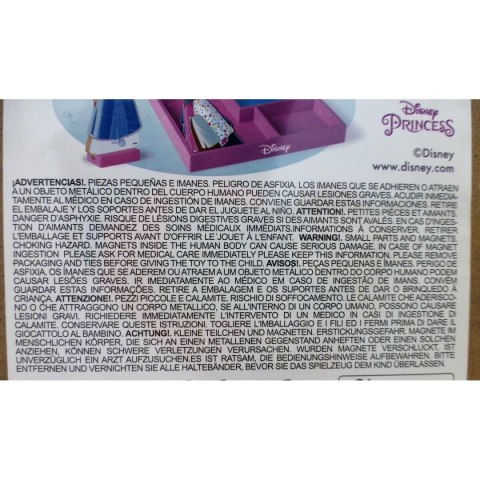 Disney
Disney
PRINCESS
©Disney
www.disney.com
¡ADVERTENCIAS!. PIEZAS PEQUEÑAS E IMANES. PELIGRO DE ASFIXIA. LOS IMANES QUE SE ADHIEREN O ATRAEN
A UN OBJETO METÁLICO DENTRO DEL CUERPO HUMANO PUEDEN CAUSAR LESIONES GRAVES. ACUDIR INMEDIA-
TAMENTE AL MÉDICO EN CASO DE INGESTIÓN DE IMANES. CONVIENE GUARDAR ESTAS INFORMACIONES. RETIRAR
EL EMBALAJE Y LOS SOPORTES ANTES DE DAR EL JUGUETE AL NIÑO. ATTENTION!. PETITES PIÉCES ET AIMANTS.
DANGER D'ASPHYXIE. RISQUE DE LÉSIONS DIGESTIVES GRAVES SI DES AIMANTS SONT AVALÉS. EN CAS D'INGES-
TION D'AIMANTS DEMANDEZ DES SOINS MÉDICAUX IMMÉDIATS.INFORMATIONS À CONSERVER. RETIRER
L'EMBALLAGE ET SUPPORTS AVANT D'OFFRIR LE JOUET À L'ENFANT. WARNING!. SMALL PARTS AND MAGNETS.
CHOKING HAZARD. MAGNETS INSIDE THE HUMAN BODY CAN CAUSE SERIOUS DAMAGE. IN CASE OF MAGNET
INGESTION PLEASE ASK FOR MEDICAL CARE IMMEDIATELY PLEASE KEEP THIS INFORMATION. PLEASE REMOVE
PACKAGING AND TIES BEFORE GIVING THE TOY TO THE CHILD. AVISOS!. PEÇAS PEQUENAS E ÍMANES. PERIGO DE
ASFIXIA. OS ÍMANES QUE SE ADEREM OU ATRAEM A UM OBJETO METÁLICO DENTRO DO CORPO HUMANO PODEM
CAUSAR LESÕES GRAVES. IR IMEDIATAMENTE AO MÉDICO EM CASO DE INGESTÃO DE IMANS. CONVÉM
GUARDAR ESTAS INFORMAÇÕES. RETIRE A EMBALAGEM E OS SUPORTES ANTES DE DAR O BRINQUEDO À
CRIANÇA. ATTENZIONE!. PEZZI PICCOLE E CALAMITE. RISCHIO DI SOFFOCAMENTO. LE CALAMITE CHE ADERISCO-
NO O CHE ATTRAGGONO UN CORPO METALLICO, SE ALL'INTERNO DI UN CORPO UMANO, POSSONO CAUSARE
LESIONI GRAVI. RICHIEDERE IMMEDIATAMENTE L'INTERVENTO DI UN MEDICO IN CASI DI INGESTIONE DI
CALAMITE. CONSERVARE QUESTE ISTRUZIONI. TOGLIERE L'IMBALLAGGIO E I FILI ED I FERMI PRIMA DI DARE IL
GIOCATTOLO AL BAMBINO. ACHTUNG!. KLEINE TEILCHEN UND MAGNETEN. ERSTICKUNGSGEFAHR. MAGNETE IM
MENSCHLICHEN KÖRPER, DIE SICH AN EINEN METALLENEN GEGENSTAND ANHEFTEN ODER EINEN SOLCHEN
ANZIEHEN, KÖNNEN SCHWERE VERLETZUNGEN VERURSACHEN. WURDEN MAGNETE VERSCHLUCKT, IST
UNVERZÜGLICH EIN ARZT AUFZUSUCHEN.ES IST RATSAM, DIE BEDIENUNGSHINWEISE AUFBEWAHREN. BITTE
ENTFERNEN UND VERNICHTEN SIE ALLE HALTEBÄNDER, BEVOR SIE DAS SPIELZEUG DEM KIND ÜBERLASSEN.